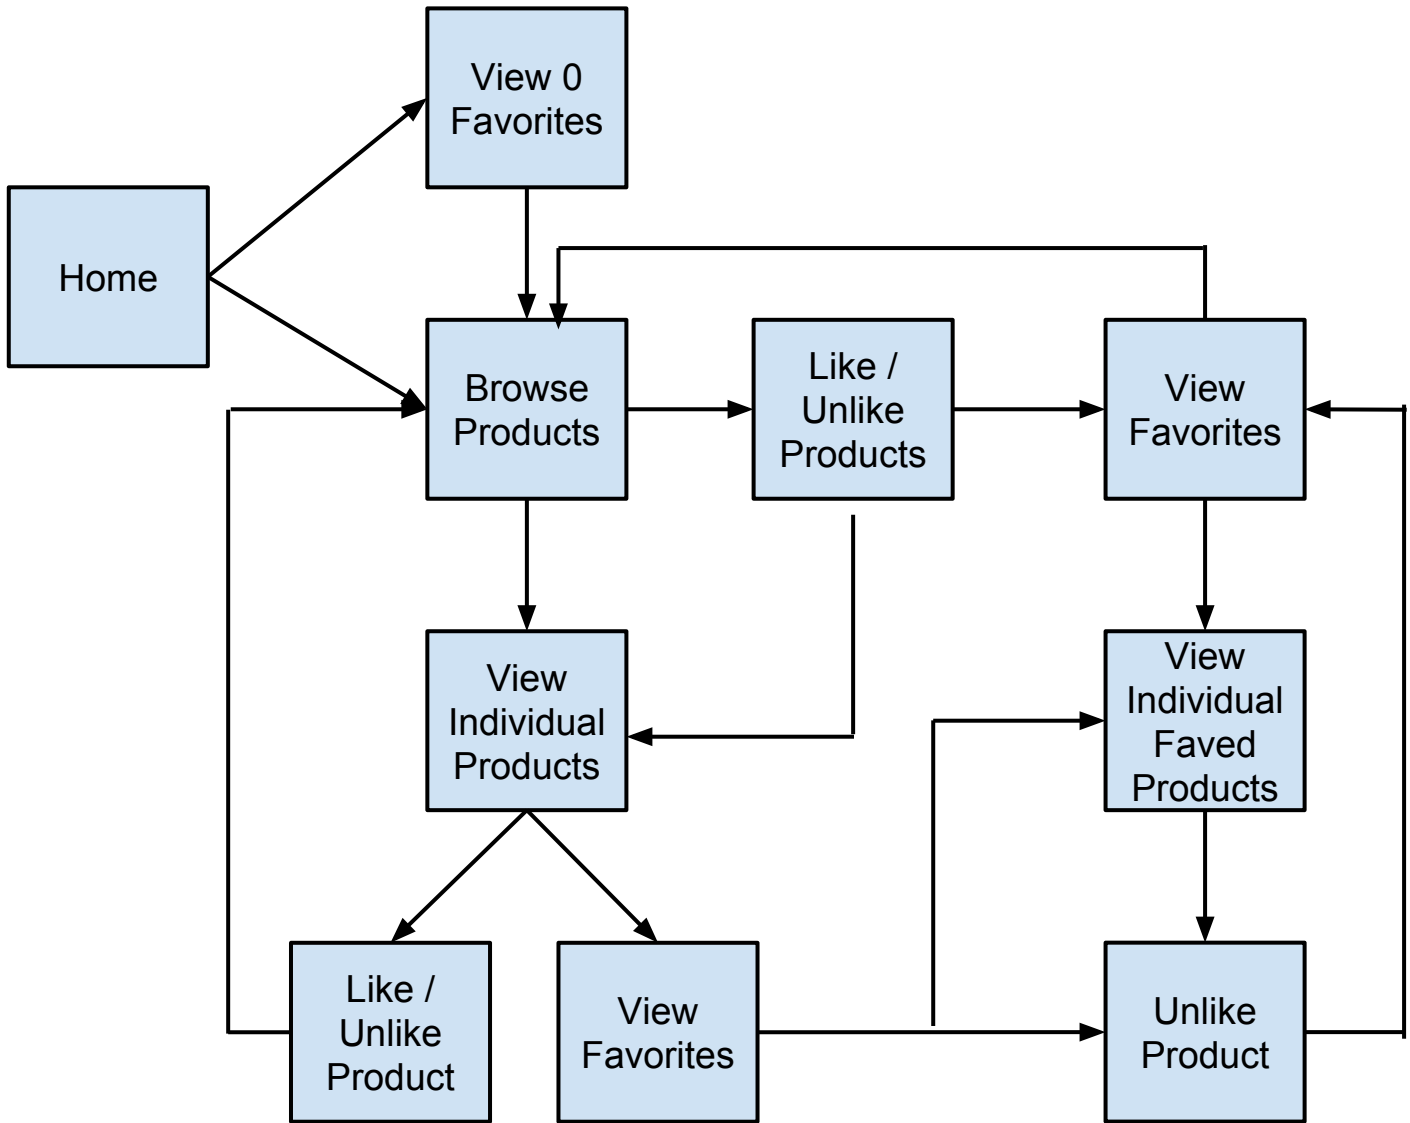 View 0
Favorites
Home
Browse
Products
Like /
Unlike
Products
View
Favorites
View
Individual
Products
View
Individual
Faved
Products
Like /
Unlike
Product
View
Favorites
Unlike
Product